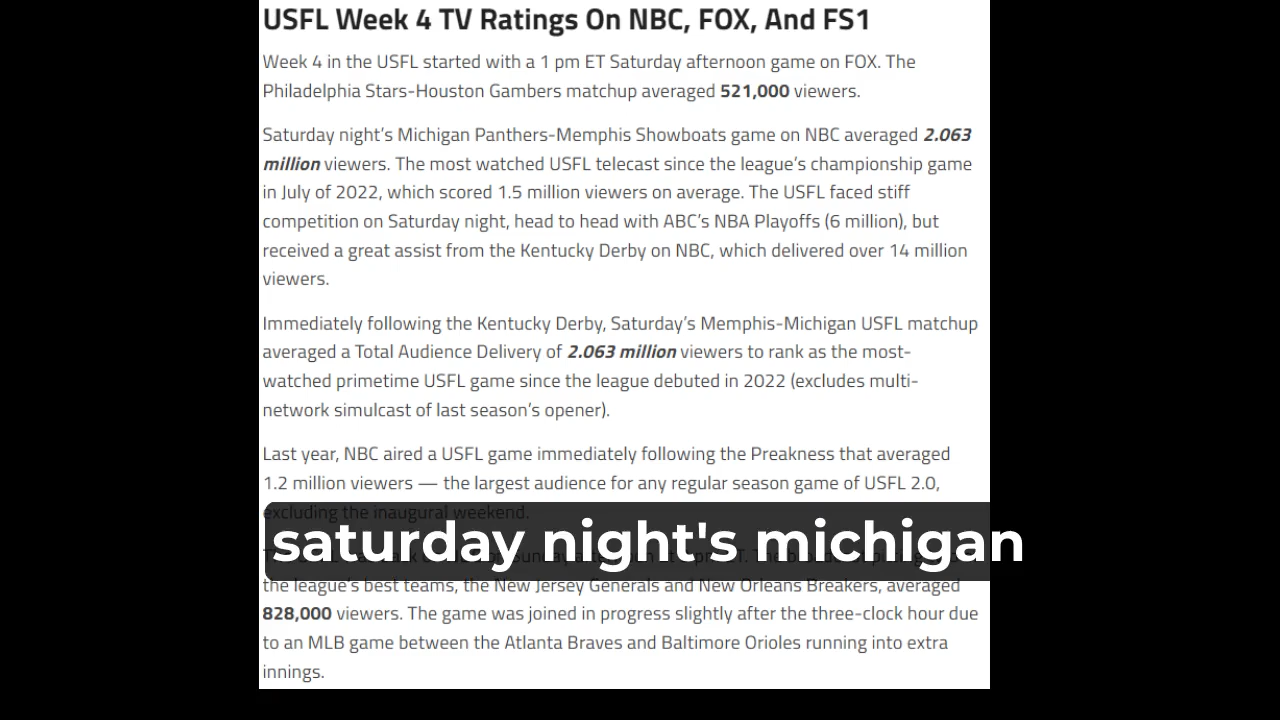 USFL Week 4 TV Ratings On NBC, FOX, And FS1
Week 4 in the USFL started with a 1 pm ET Saturday afternoon game on FOX. The
Philadelphia Stars-Houston Gambers matchup averaged 521,000 viewers.
Saturday night's Michigan Panthers-Memphis Showboats game on NBC averaged 2.063
million viewers. The most watched USFL telecast since the league's championship game
in July of 2022, which scored 1.5 million viewers on average. The USFL faced stiff
competition on Saturday night, head to head with ABC's NBA Playoffs (6 million), but
received a great assist from the Kentucky Derby on NBC, which delivered over 14 million
viewers.
Immediately following the Kentucky Derby, Saturday's Memphis-Michigan USFL matchup
averaged a Total Audience Delivery of 2.063 million viewers to rank as the most-
watched primetime USFL game since the league debuted in 2022 (excludes multi-
network simulcast of last season's opener).
Last year, NBC aired a USFL game immediately following the Preakness that averaged
1.2 million viewers — the largest audience for any regular season game of USFL 2.0,
excluding the inaugural weekend.
saturday night's michigan
the league's best teams, the New Jersey Generals and New Orleans Breakers, averaged
828,000 viewers. The game was joined in progress slightly after the three-clock hour due
to an MLB game between the Atlanta Braves and Baltimore Orioles running into extra
innings.